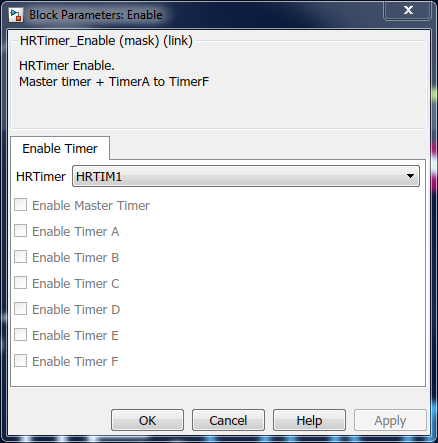 Block Parameters: Enable
HRTimer_Enable (mask) (link)
HRTimer Enable.
Master timer + TimerA to TimerF
Enable Timer
HRTimer HRTIM1
Enable Master Timer
Enable Timer A
Enable Timer B
Enable Timer C
Enable Timer D
Enable Timer E
Enable Timer F
OK Cancel Help Apply